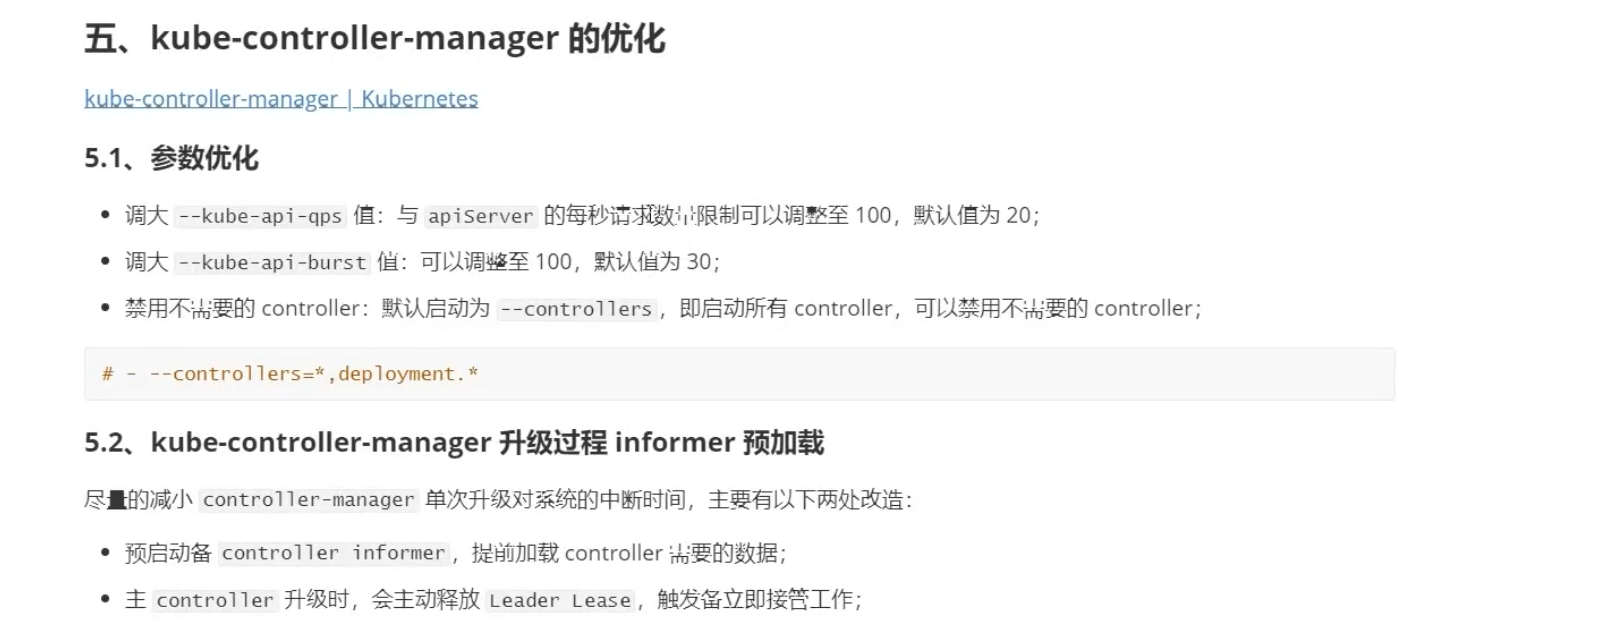 五、kube-controller-manager 的优化
kube-controller-manager | Kubernetes
5.1、参数优化
• 调大 --kube-api-qps 值：与 apiServer 的每秒请求数量限制可以调整至 100，默认值为 20；
• 调大 --kube-api-burst 值：可以调整至 100，默认值为 30；
• 禁用不需要的 controller：默认启动为 --controllers，即启动所有 controller，可以禁用不需要的 controller；
# - --controllers=*,deployment.*
5.2、kube-controller-manager 升级过程 informer 预加载
尽量的减小 controller-manager 单次升级对系统的中断时间，主要有以下两处改造：
• 预启动备 controller informer，提前加载 controller 需要的数据；
• 主 controller 升级时，会主动释放 Leader Lease，触发备立即接管工作；